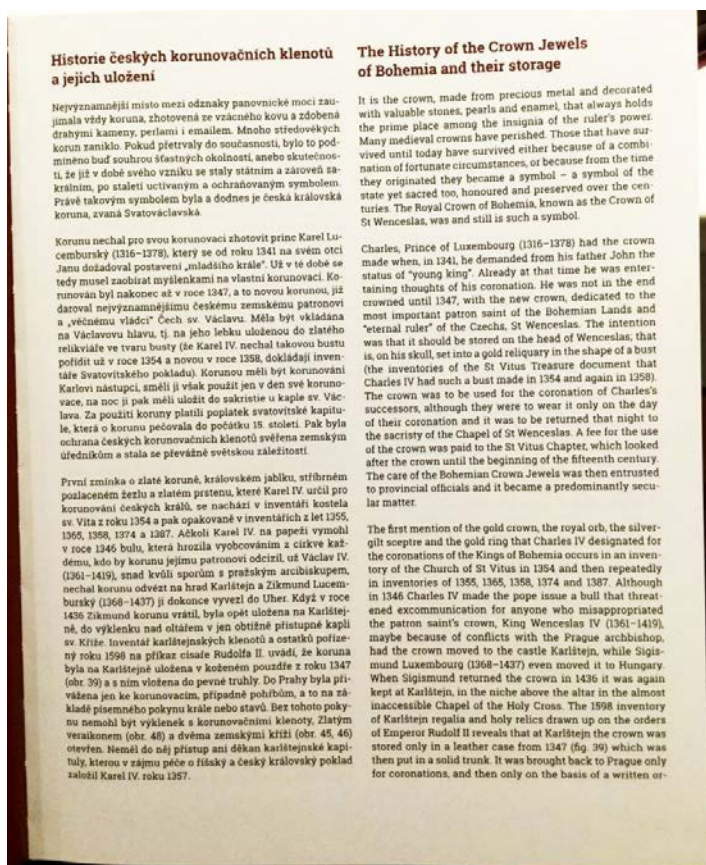 Historie českých korunovačních klenotů
a jejich uložení
Nejvýznamnější místo mezi odznaky panovnické moci zau-
jímala vždy koruna, zhotovená ze vzácného kovu a zdobená
drahými kameny, perlami i emailem. Mnoho středověkých
korun zaniklo. Pokud přetrvaly do současnosti, bylo to pod-
míněno buď souhrou šťastných okolností, anebo skutečnos-
tí, že již v době svého vzniku se staly státním a zároveň sa-
králním, po staletí uctívaným a ochraňovaným symbolem.
Právě takovým symbolem byla a dodnes je česká královská
koruna, zvaná Svatováclavská.
Korunu nechal pro svou korunovaci zhotovit princ Karel Lu-
cemburský (1316–1378), který se od roku 1341 na svém otci
Janu dožadoval postavení „mladšího krále". Už v té době se
tedy musel zaobírat myšlenkami na vlastní korunovaci. Ko-
runován byl nakonec až v roce 1347, a to novou korunou, již
daroval nejvýznamnějšímu českému zemskému patronovi
a „věčnému vládci" Čech sv. Václavu. Měla být vkládána
na Václavovu hlavu, tj. na jeho lebku uloženou do zlatého
relikviáře ve tvaru busty (že Karel IV. nechal takovou bustu
pořídit už v roce 1354 a novou v roce 1358, dokládají inven-
táře Svatovítského pokladu). Korunou měli být korunováni
Karlovi nástupci, směli ji však použít jen v den své koruno-
vace, na noc ji pak měli uložit do sakristie u kaple sv. Vác-
lava. Za použití koruny platili poplatek svatovítské kapitu-
le, která o korunu pečovala do počátku 15. století. Pak byla
ochrana českých korunovačních klenotů svěřena zemským
úředníkům a stala se převážně světskou záležitostí.
První zmínka o zlaté koruně, královském jablku, stříbrném
pozlaceném žezlu a zlatém prstenu, které Karel IV. určil pro
korunování českých králů, se nachází v inventáři kostela
sv. Víta z roku 1354 a pak opakovaně v inventářích z let 1355,
1365, 1358, 1374 a 1387. Ačkoli Karel IV. na papeži vymohl
v roce 1346 bulu, která hrozila vyobcováním z církve kaž-
dému, kdo by korunu jejímu patronovi odcizil, už Václav IV.
(1361–1419), snad kvůli sporům s pražským arcibiskupem,
nechal korunu odvézt na hrad Karlštejn a Zikmund Lucem-
burský (1368–1437) ji dokonce vyvezl do Uher. Když v roce
1436 Zikmund korunu vrátil, byla opět uložena na Karlštej-
ně, do výklenku nad oltářem v jen obtížně přístupné kapli
sv. Kříže. Inventář karlštejnských klenotů a ostatků poříze-
ný roku 1598 na příkaz císaře Rudolfa II. uvádí, že koruna
byla na Karlštejně uložena v koženém pouzdře z roku 1347
(obr. 39) a s ním vložena do pevné truhly. Do Prahy byla při-
vážena jen ke korunovacím, případně pohřbům, a to na zá-
kladě písemného pokynu krále nebo stavů. Bez tohoto poky-
nu nemohl být výklenek s korunovačními klenoty, Zlatým
veraikonem (obr. 48) a dvěma zemskými kříži (obr. 45, 46)
otevřen. Neměl do něj přístup ani děkan karlštejnské kapi-
tuly, kterou v zájmu péče o říšský a český královský poklad
založil Karel IV. roku 1357.
The History of the Crown Jewels
of Bohemia and their storage
It is the crown, made from precious metal and decorated
with valuable stones, pearls and enamel, that always holds
the prime place among the insignia of the ruler's power.
Many medieval crowns have perished. Those that have sur-
vived until today have survived either because of a combi-
nation of fortunate circumstances, or because from the time
they originated they became a symbol – a symbol of the
state yet sacred too, honoured and preserved over the cen-
turies. The Royal Crown of Bohemia, known as the Crown of
St Wenceslas, was and still is such a symbol.
Charles, Prince of Luxembourg (1316–1378) had the crown
made when, in 1341, he demanded from his father John the
status of "young king". Already at that time he was enter-
taining thoughts of his coronation. He was not in the end
crowned until 1347, with the new crown, dedicated to the
most important patron saint of the Bohemian Lands and
"eternal ruler" of the Czechs, St Wenceslas. The intention
was that it should be stored on the head of Wenceslas; that
is, on his skull, set into a gold reliquary in the shape of a bust
(the inventories of the St Vitus Treasure document that
Charles IV had such a bust made in 1354 and again in 1358).
The crown was to be used for the coronation of Charles's
successors, although they were to wear it only on the day
of their coronation and it was to be returned that night to
the sacristy of the Chapel of St Wenceslas. A fee for the use
of the crown was paid to the St Vitus Chapter, which looked
after the crown until the beginning of the fifteenth century.
The care of the Bohemian Crown Jewels was then entrusted
to provincial officials and it became a predominantly secu-
lar matter.
The first mention of the gold crown, the royal orb, the silver-
gilt sceptre and the gold ring that Charles IV designated for
the coronations of the Kings of Bohemia occurs in an inven-
tory of the Church of St Vitus in 1354 and then repeatedly
in inventories of 1355, 1365, 1358, 1374 and 1387. Although
in 1346 Charles IV made the pope issue a bull that threat-
ened excommunication for anyone who misappropriated
the patron saint's crown, King Wenceslas IV (1361–1419),
maybe because of conflicts with the Prague archbishop,
had the crown moved to the castle Karlštejn, while Sigis-
mund Luxembourg (1368–1437) even moved it to Hungary.
When Sigismund returned the crown in 1436 it was again
kept at Karlštejn, in the niche above the altar in the almost
inaccessible Chapel of the Holy Cross. The 1598 inventory
of Karlštejn regalia and holy relics drawn up on the orders
of Emperor Rudolf II reveals that at Karlštejn the crown was
stored only in a leather case from 1347 (fig. 39) which was
then put in a solid trunk. It was brought back to Prague only
for coronations, and then only on the basis of a written or-